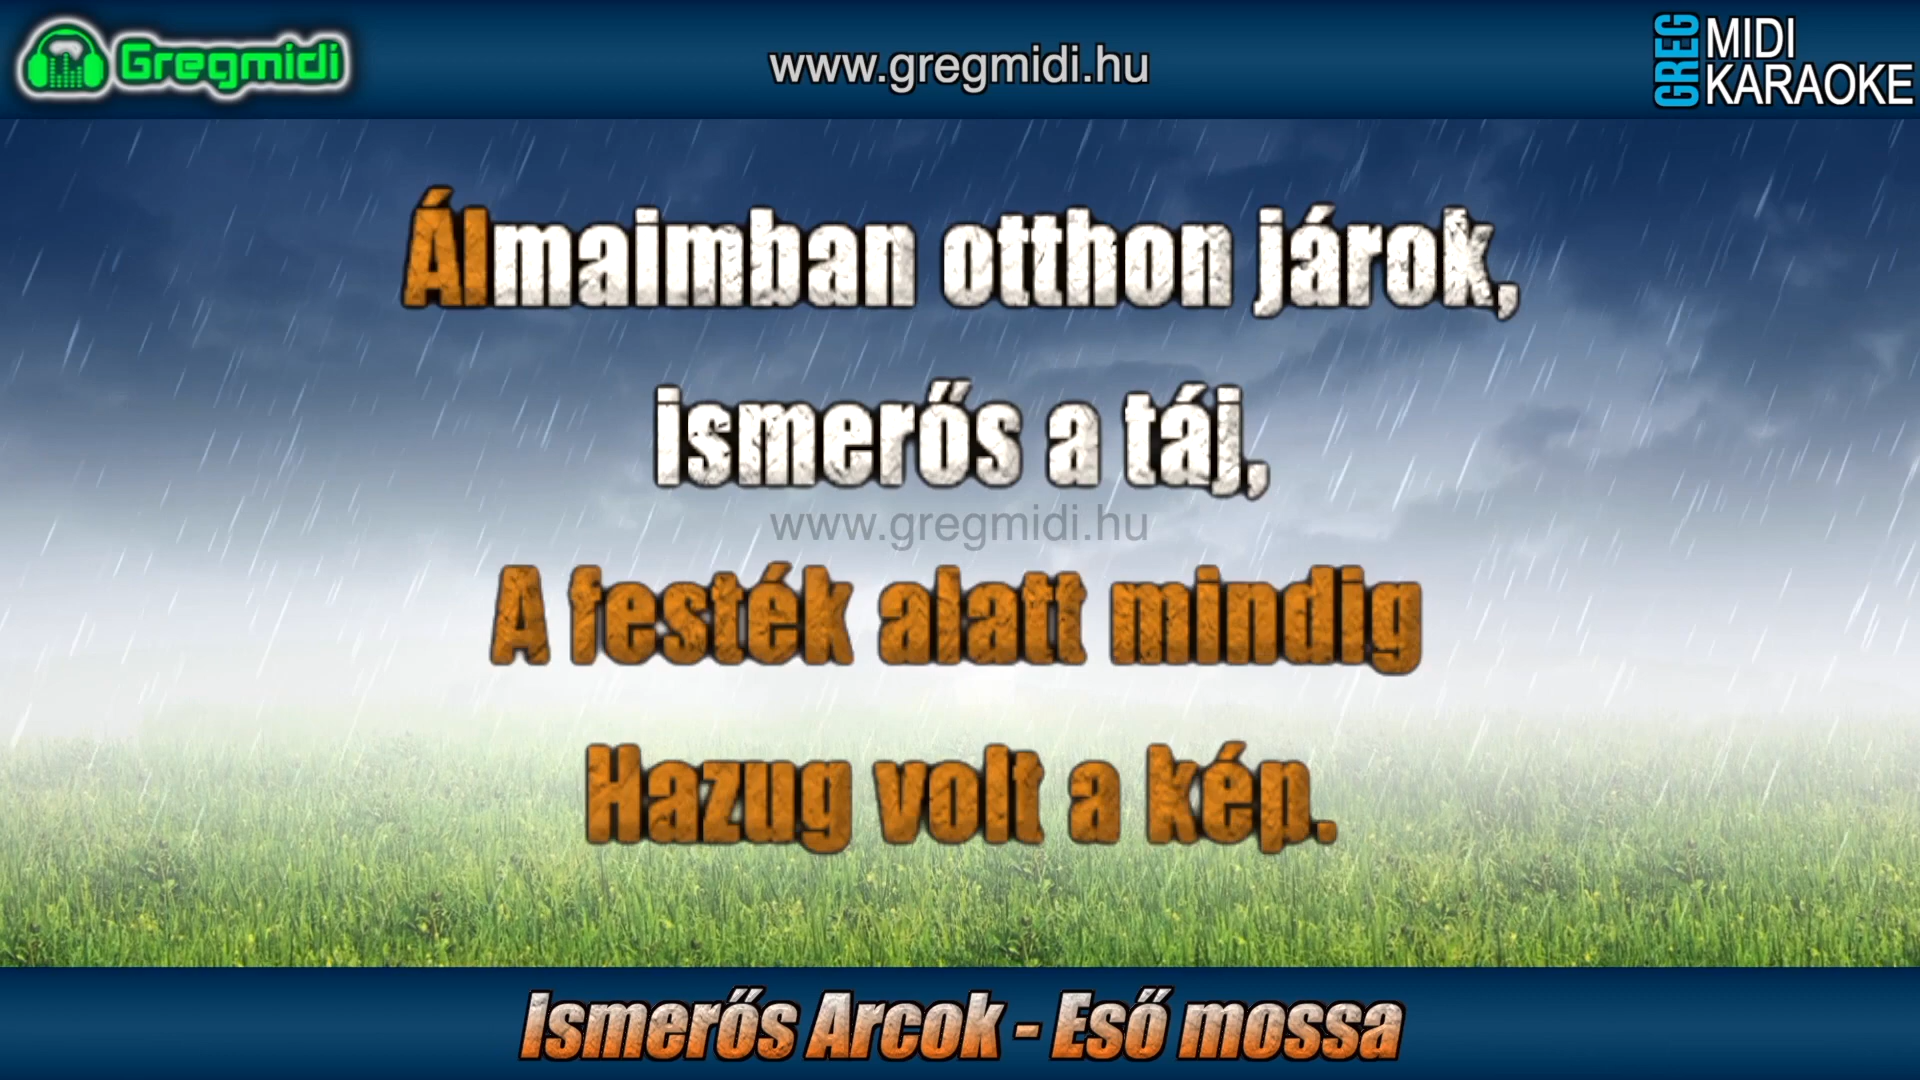 Gregmidi
www.gregmidi.hu
GREG
MIDI
KARAOKE
Álmaimban otthon járok,
ismerős a táj,
www.gregmidi.hu
A festék alatt mindig
Hazug volt a kép.
Ismerős Arcok - Eső mossa